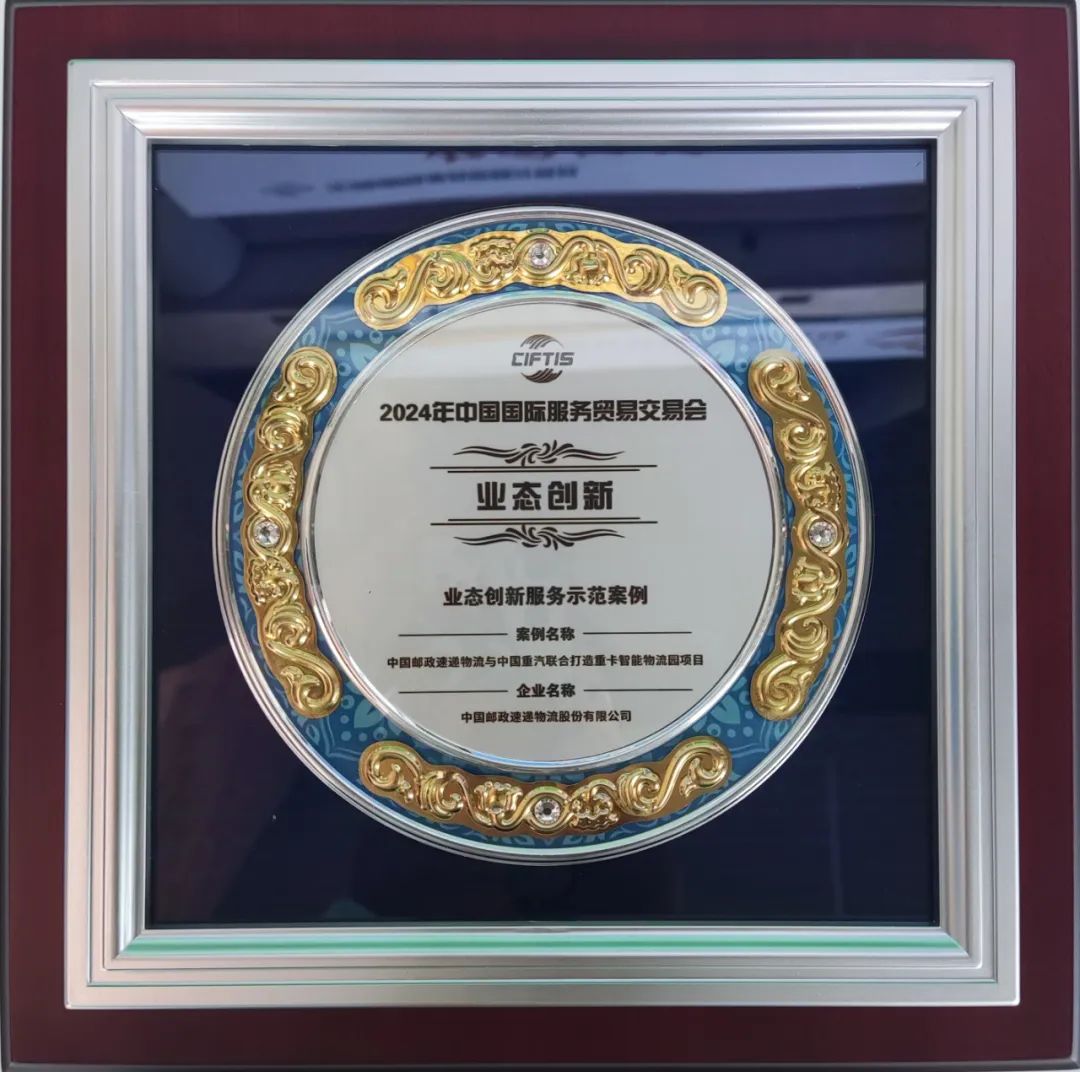 CIFTIS
2024年中国国际服务贸易交易会
业态创新
业态创新服务示范案例
案例名称
中国邮政速递物流与中国重汽联合打造重卡智能物流园项目
企业名称
中国邮政速递物流股份有限公司